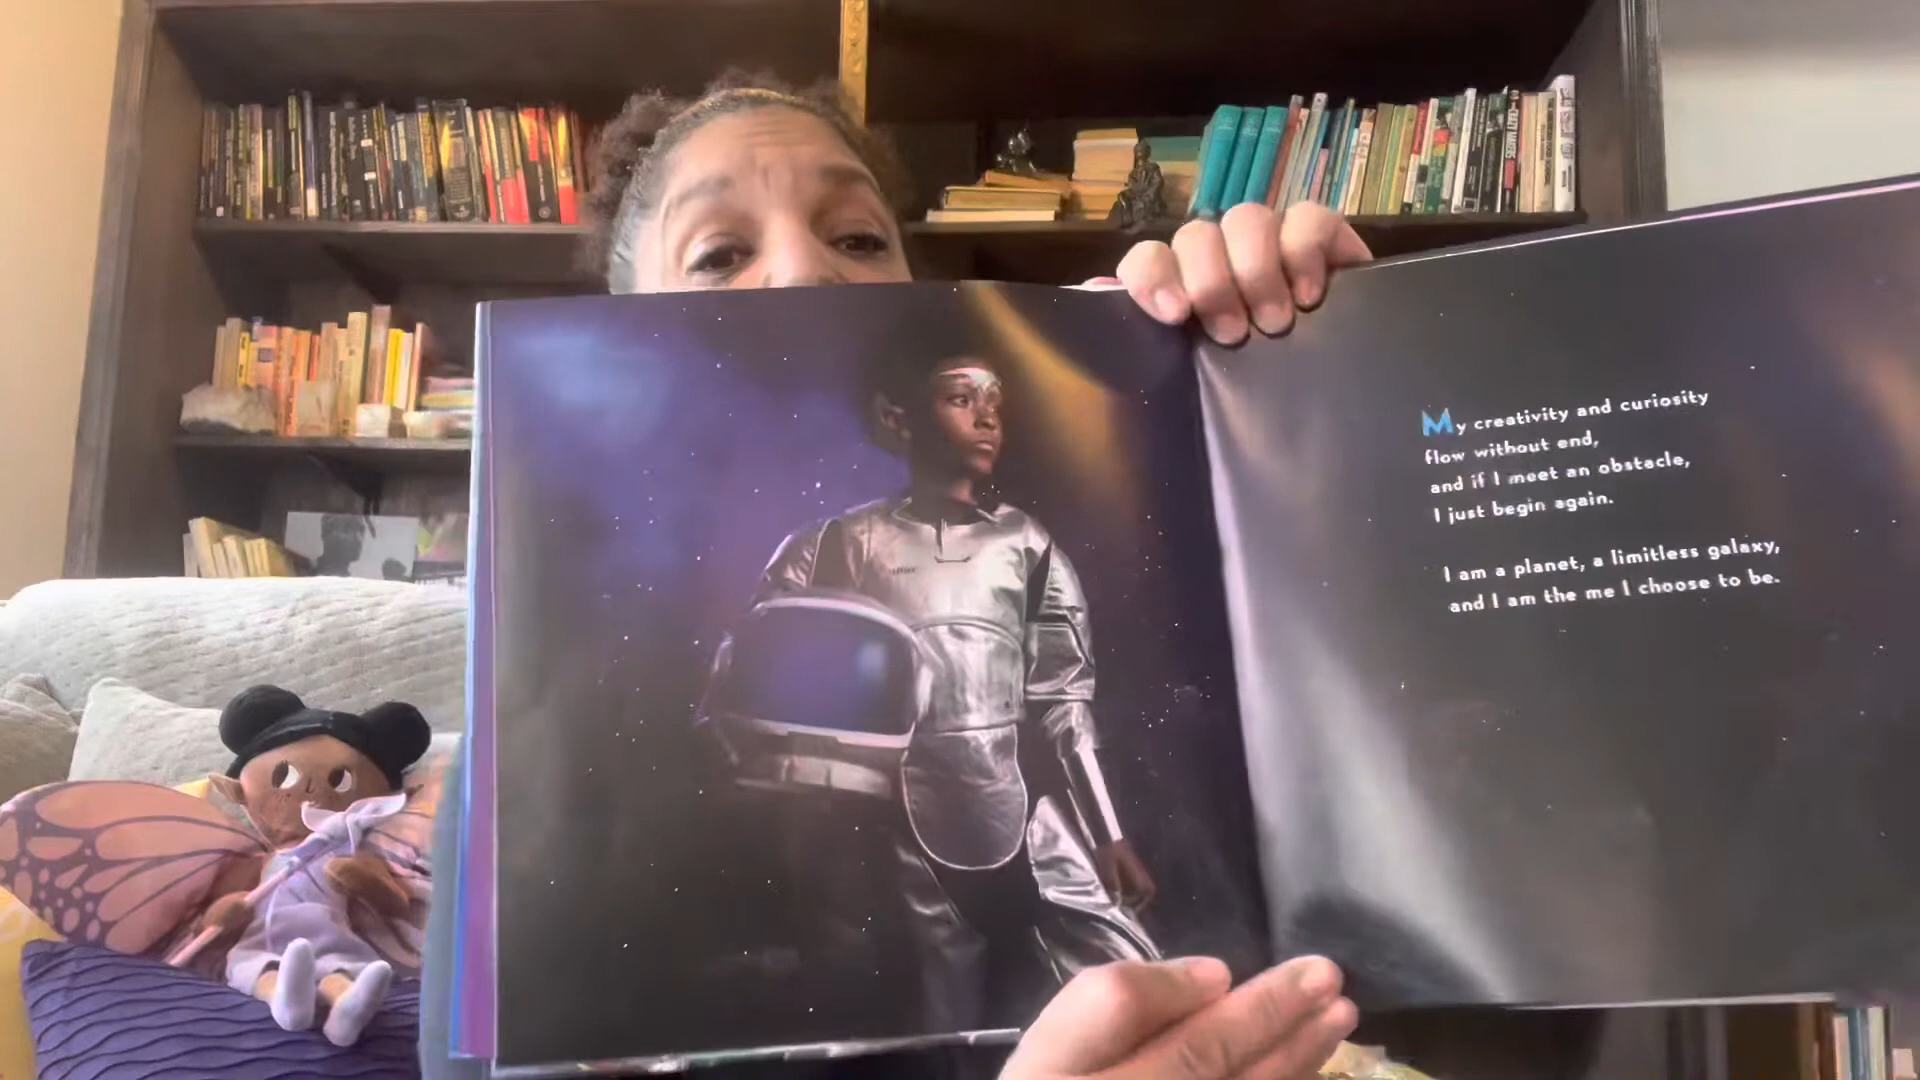 My creativity and curiosity
flow without end,
and if I meet an obstacle,
I just begin again.
I am a planet, a limitless galaxy,
and I am the me I choose to be.